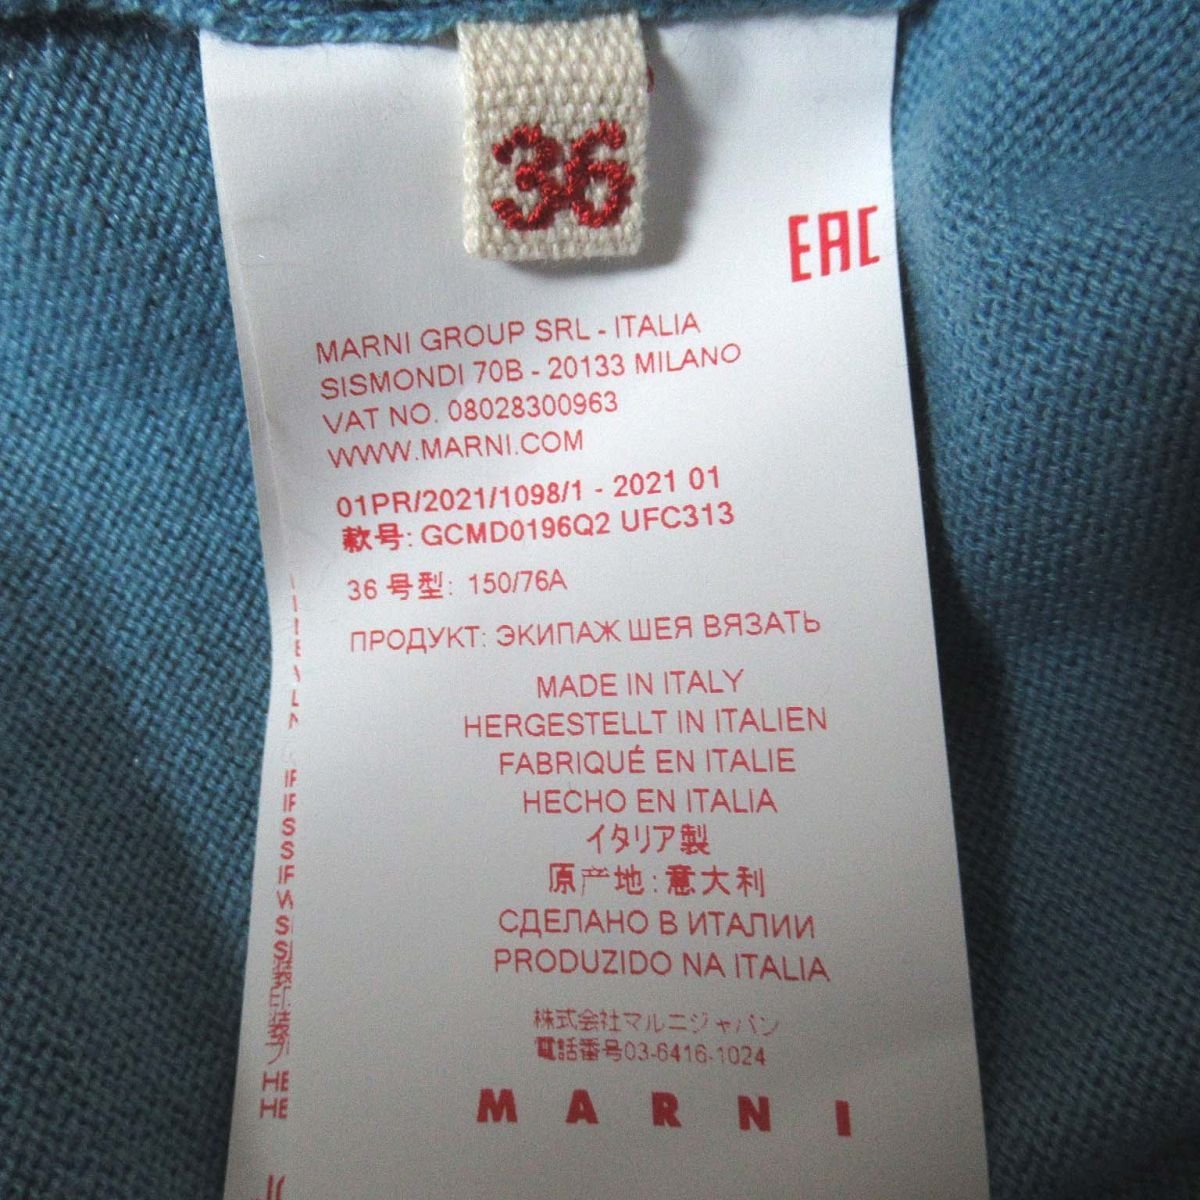 36
EAC
MARNI GROUP SRL - ITALIA
SISMONDI 70B - 20133 MILANO
VAT NO. 08028300963
WWW.MARNI.COM
01PR/2021/1098/1 - 2021 01
款号: GCMD0196Q2 UFC313
36 号型: 150/76A
ПРОДУКТ: ЭКИПАЖ ШЕЯ ВЯЗАТЬ
MADE IN ITALY
HERGESTELLT IN ITALIEN
FABRIQUÉ EN ITALIE
HECHO EN ITALIA
イタリア製
原产地: 意大利
СДЕЛАНО В ИТАЛИИ
PRODUZIDO NA ITALIA
株式会社マルニジャパン
電話番号03-6416-1024
MARNI